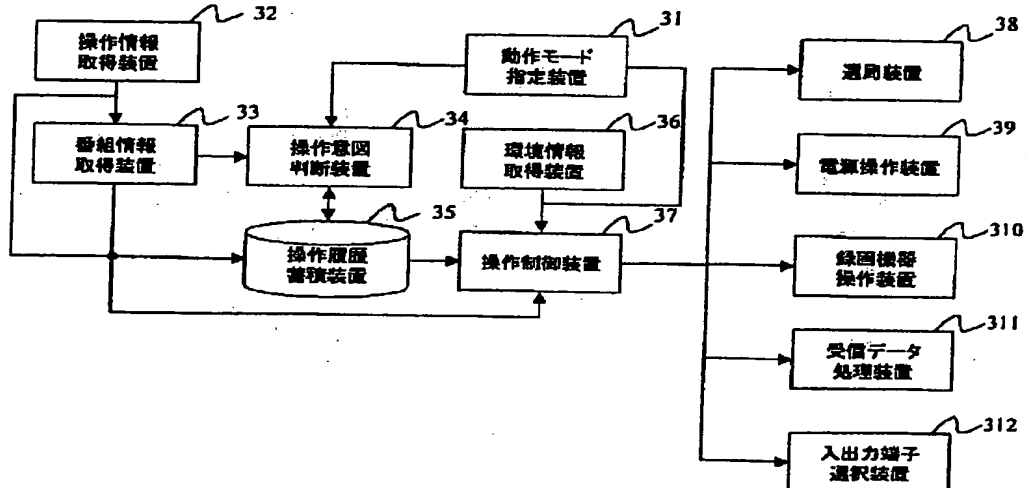 32
操作情報
取得装置
31
動作モード
指定装置
38
選局装置
33
番組情報
取得装置
34
操作意図
判断装置
36
環境情報
取得装置
39
電源操作装置
35
操作履歴
蓄積装置
37
操作制御装置
310
録画機器
操作装置
311
受信データ
処理装置
312
入出力端子
選択装置